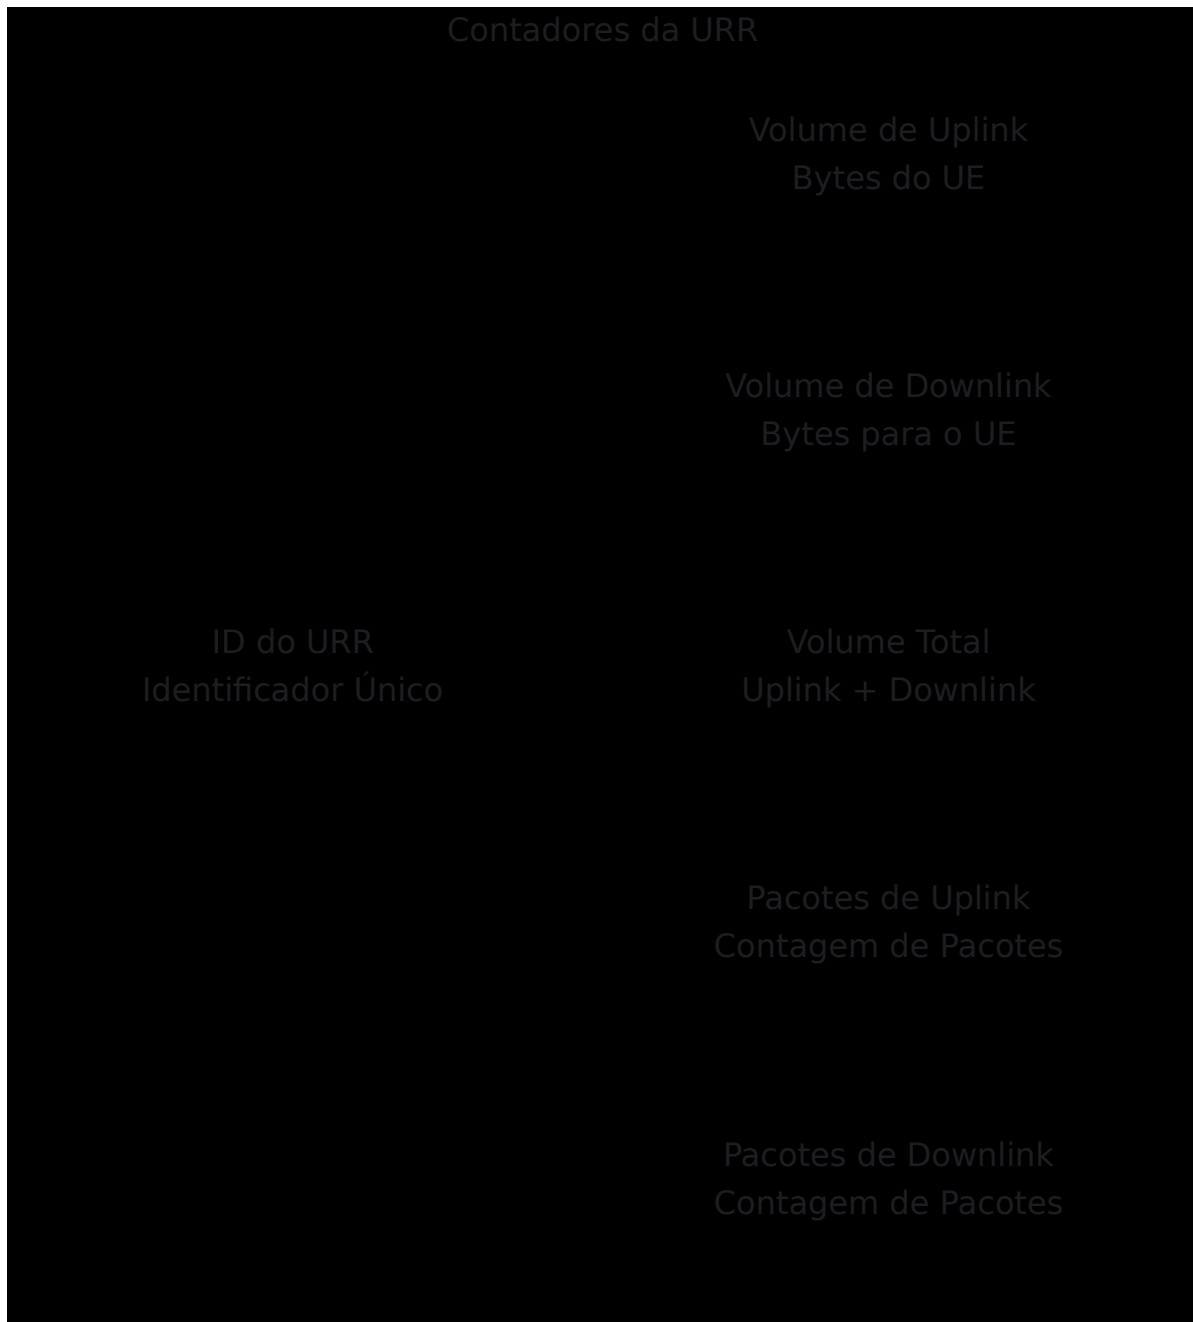 Contadores da URR
Volume de Uplink
Bytes do UE
Volume de Downlink
Bytes para o UE
ID do URR
Identificador Único
Volume Total
Uplink + Downlink
Pacotes de Uplink
Contagem de Pacotes
Pacotes de Downlink
Contagem de Pacotes